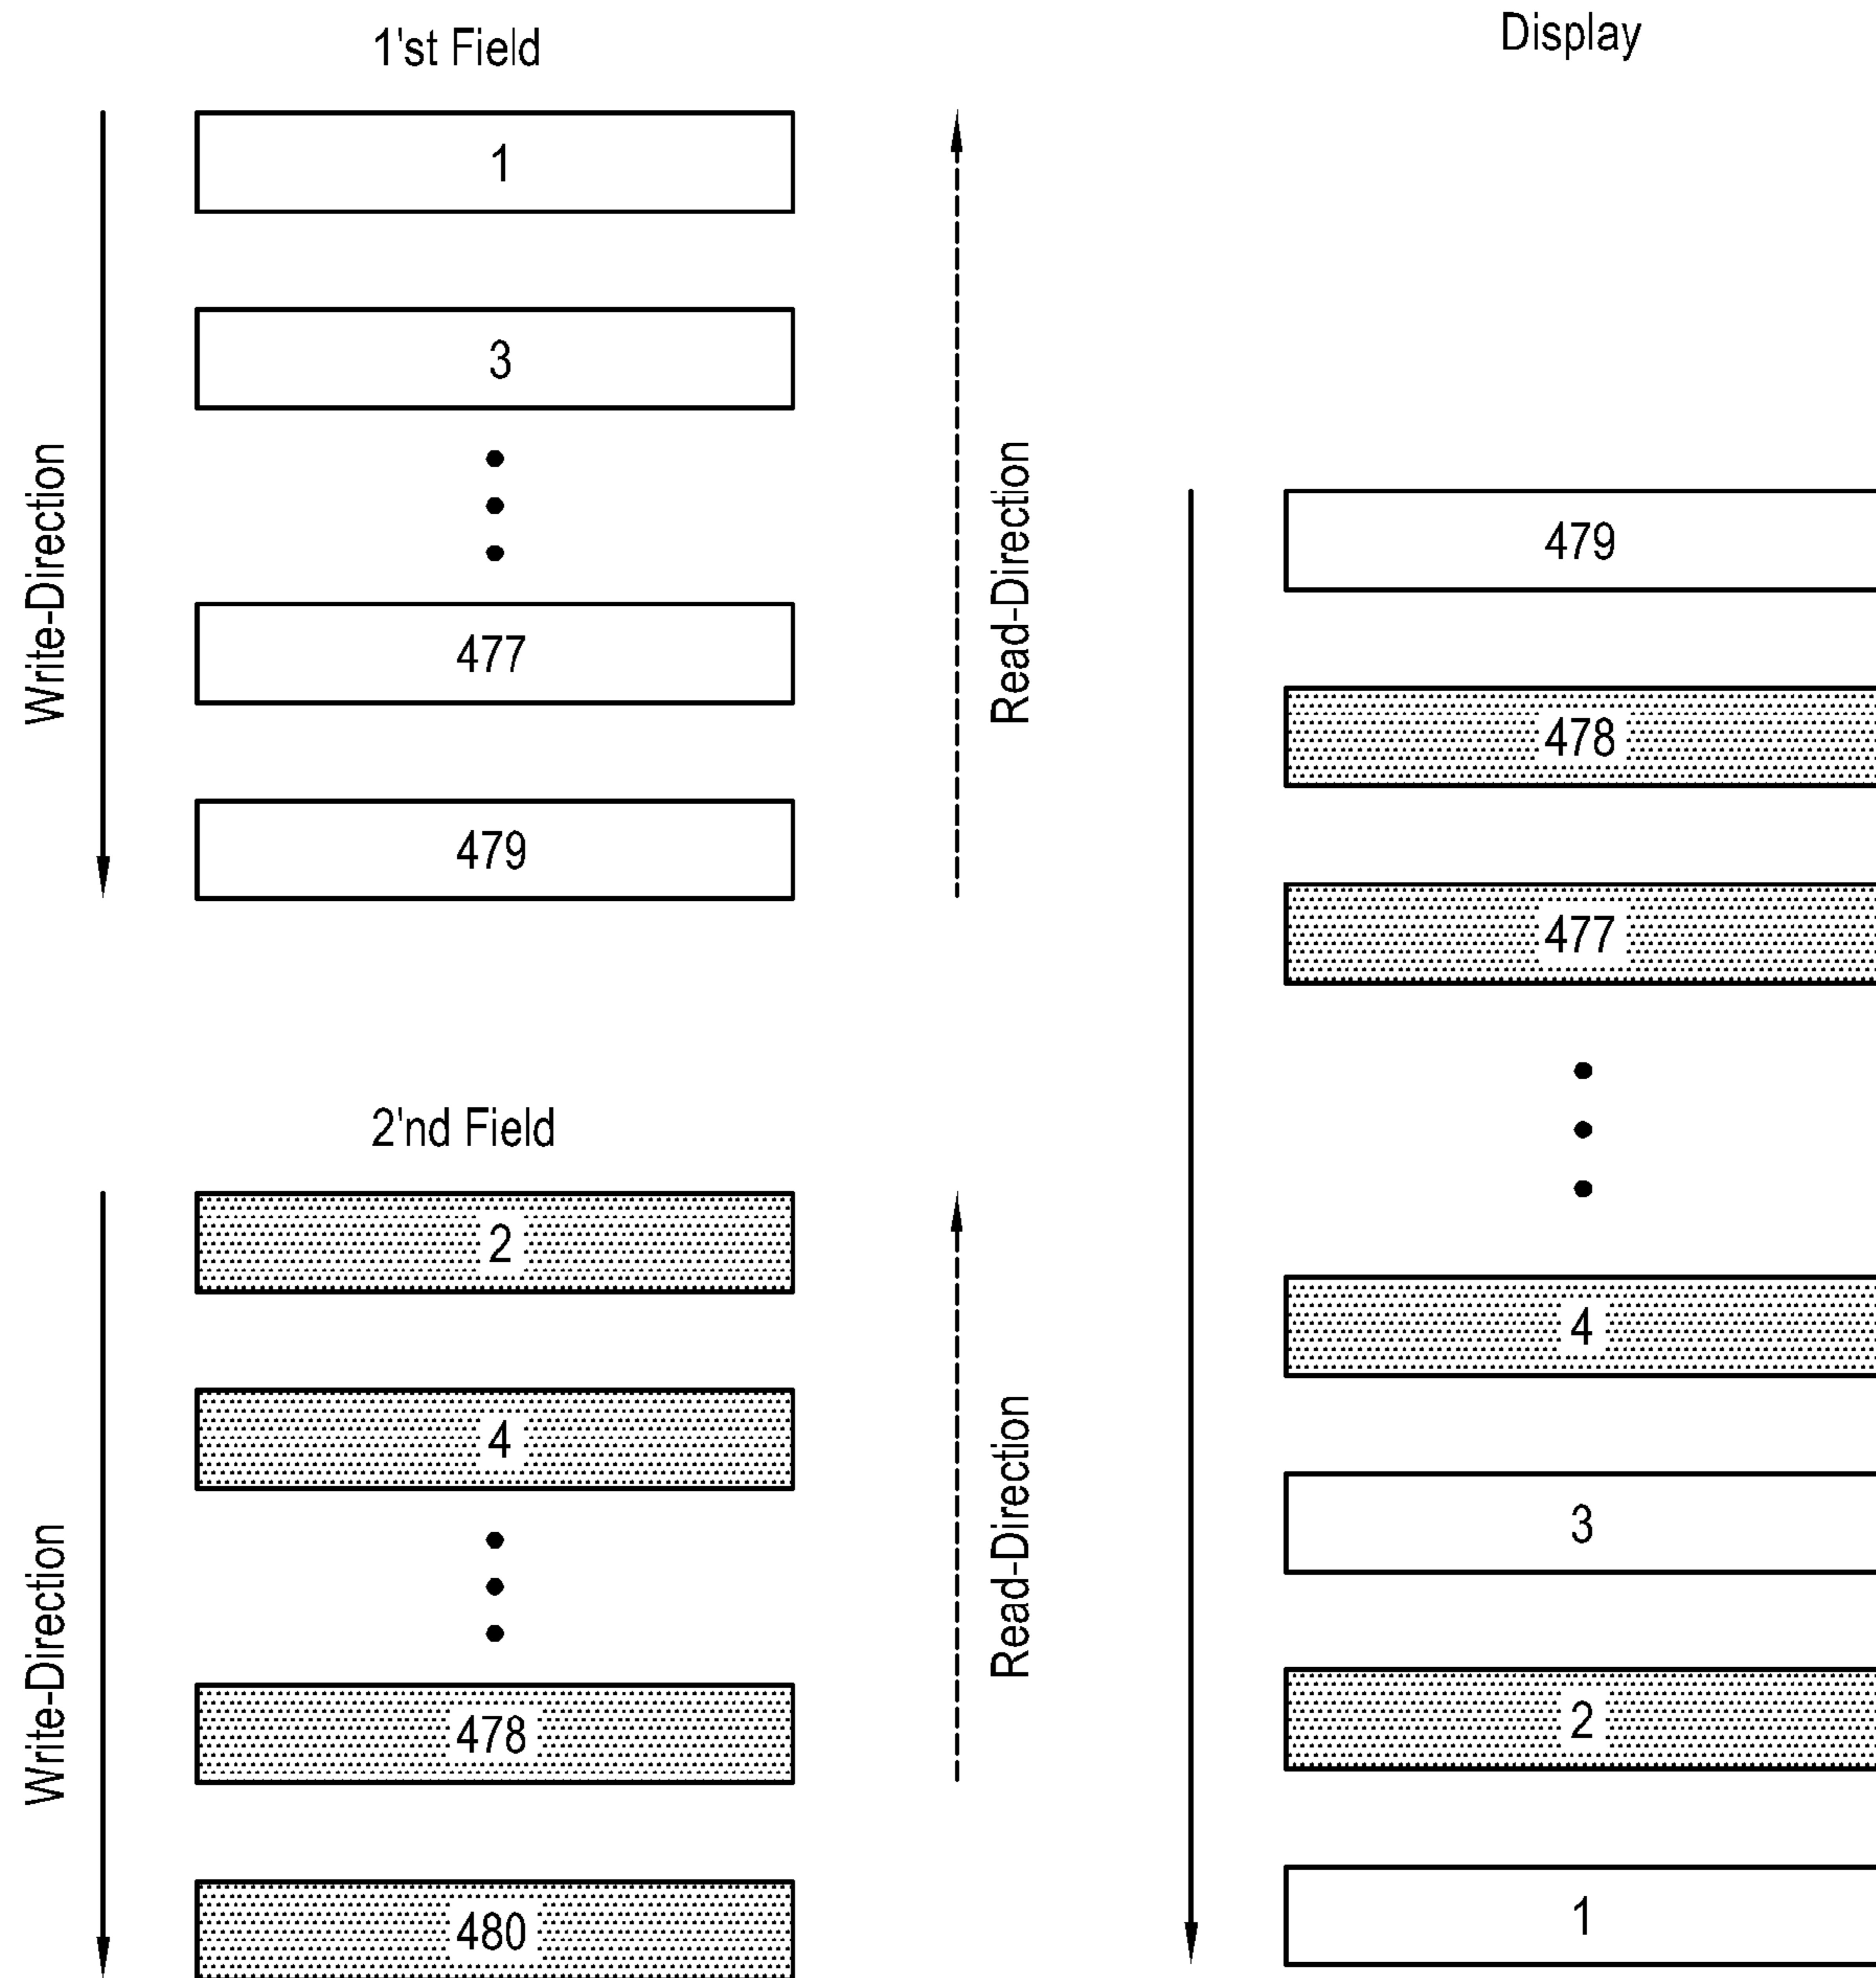 1'st Field
1
3
477
479
Write-Direction
Read-Direction
2'nd Field
2
4
478
480
Write-Direction
Read-Direction
Display
479
478
477
4
3
2
1